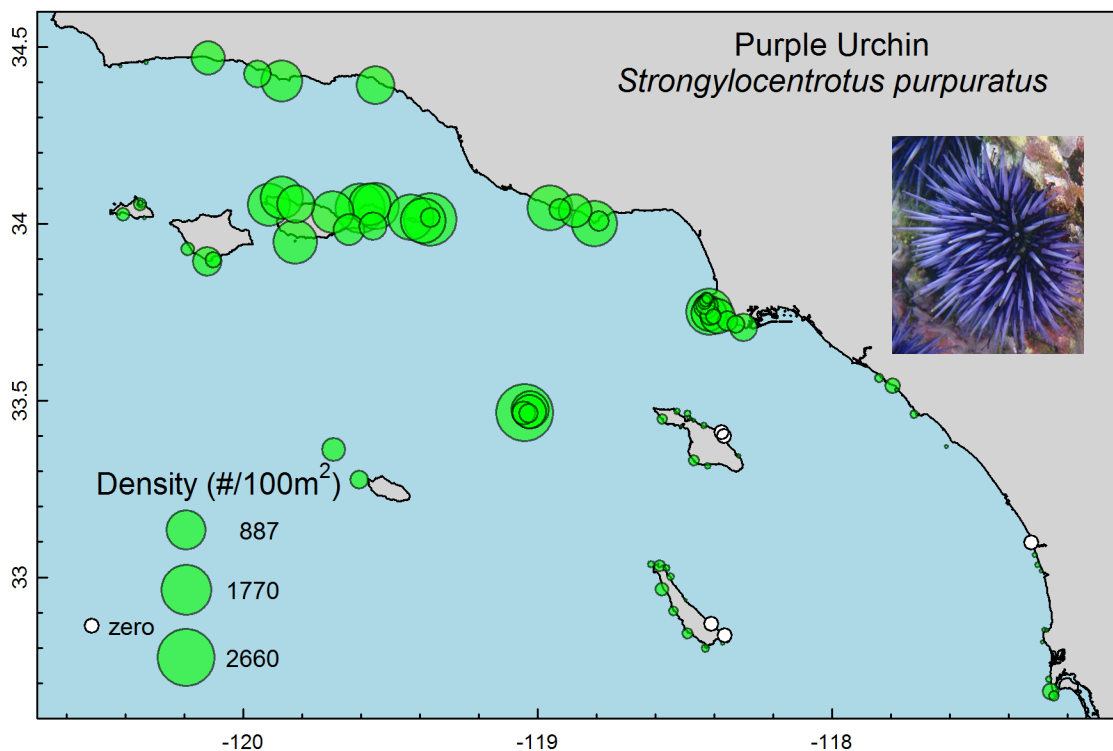 Purple Urchin
Strongylocentrotus purpuratus
34.5
34
33.5
33
Density (#/100m²)
887
1770
zero
2660
-120
-119
-118